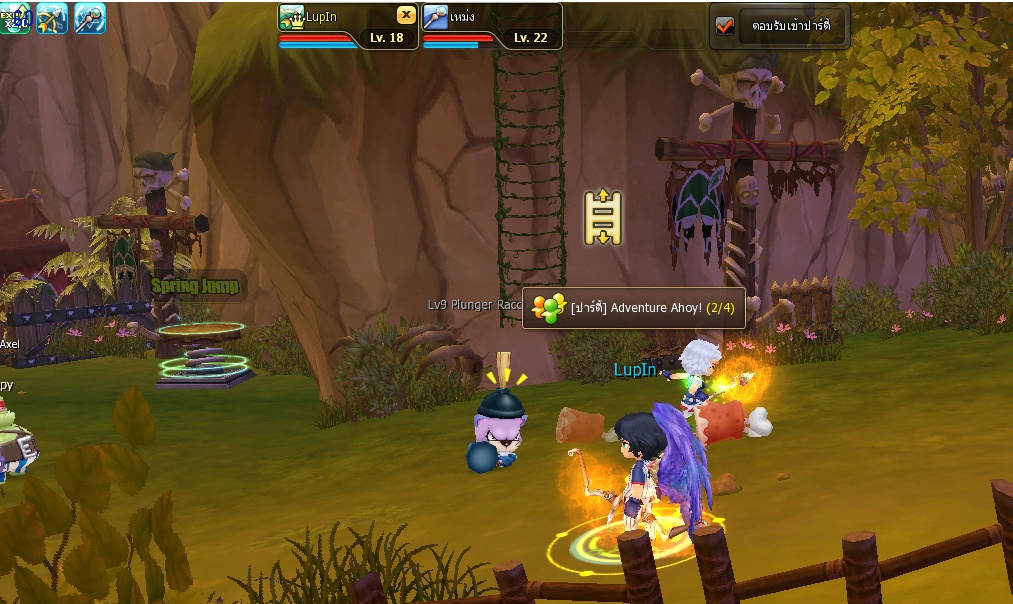 LupIn
Lv. 18
เหม่ง
Lv. 22
ตอบรับเข้าปาร์ตี้
Spring Jump
Lv9 Plunger Racc
[ปาร์ตี้] Adventure Ahoy! (2/4)
Axel
LupIn
py